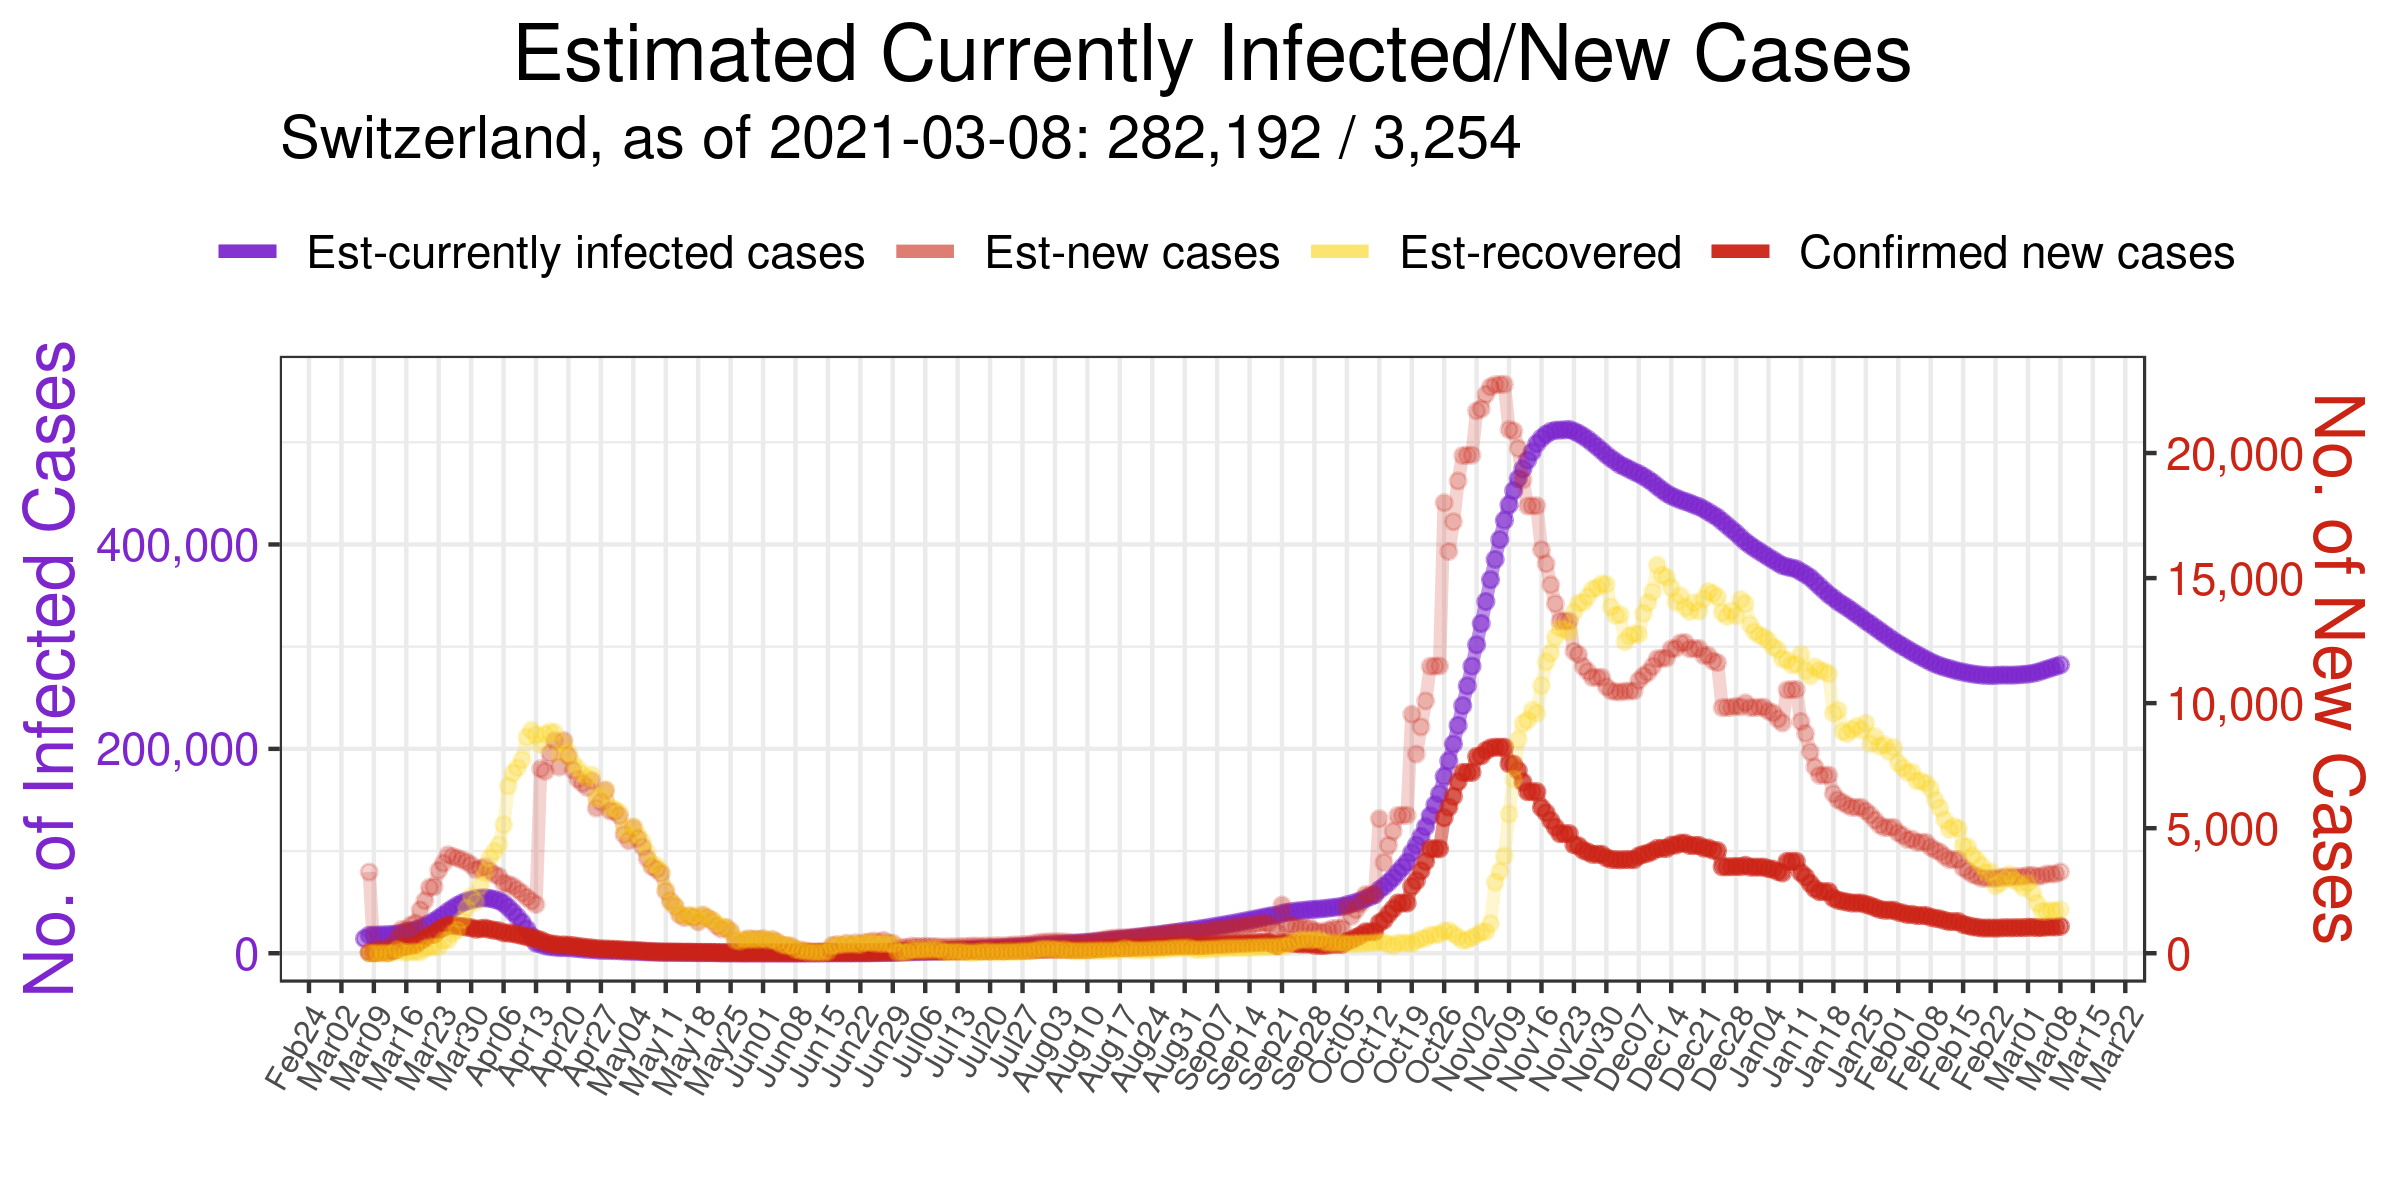 Estimated Currently Infected/New Cases
Switzerland, as of 2021-03-08: 282,192 / 3,254
Est-currently infected cases Est-new cases Est-recovered Confirmed new cases
No. of Infected Cases
400,000
200,000
0
No. of New Cases
20,000
15,000
10,000
5,000
0
Feb24 Mar02 Mar09 Mar16 Mar23 Mar30 Apr06 Apr13 Apr20 Apr27 May04 May11 May18 May25 Jun01 Jun08 Jun15 Jun22 Jun29 Jul06 Jul13 Jul20 Jul27 Aug03 Aug10 Aug17 Aug24 Aug31 Sep07 Sep14 Sep21 Sep28 Oct05 Oct12 Oct19 Oct26 Nov02 Nov09 Nov16 Nov23 Nov30 Dec07 Dec14 Dec21 Dec28 Jan04 Jan11 Jan18 Jan25 Feb01 Feb08 Feb15 Feb22 Mar01 Mar08 Mar15 Mar22